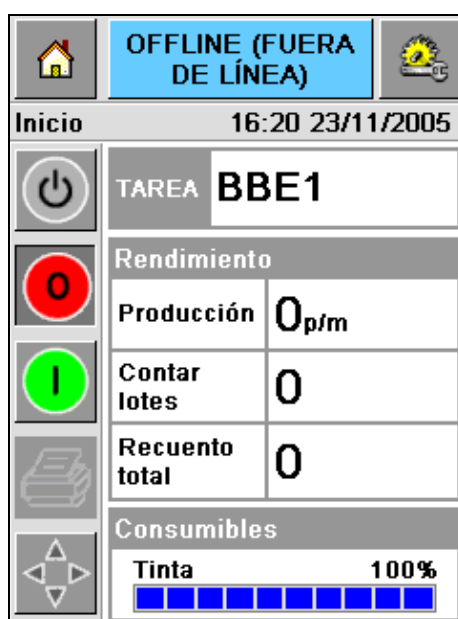 OFFLINE (FUERA
DE LÍNEA)
Inicio 16:20 23/11/2005
TAREA BBE1
Rendimiento
Producción 0p/m
Contar
lotes 0
Recuento
total 0
Consumibles
Tinta 100%